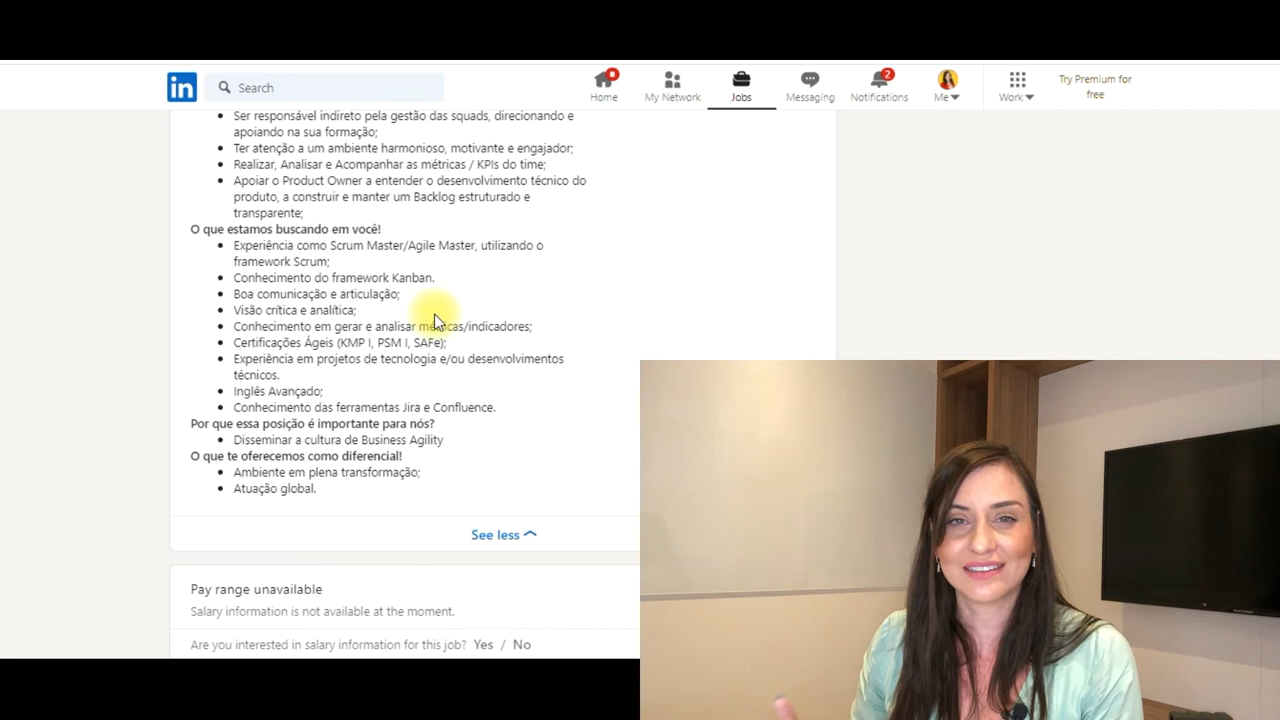 in
Search
Home
My Network
Jobs
Messaging
2
Notifications
Me
Work
Try Premium for
free
Ser responsável indireto pela gestão das squads, direcionando e
apoiando na sua formação;
Ter atenção a um ambiente harmonioso, motivante e engajador;
Realizar, Analisar e Acompanhar as métricas / KPIs do time;
Apoiar o Product Owner a entender o desenvolvimento técnico do
produto, a construir e manter um Backlog estruturado e
transparente;
O que estamos buscando em você!
Experiência como Scrum Master/Agile Master, utilizando o
framework Scrum;
Conhecimento do framework Kanban.
Boa comunicação e articulação;
Visão crítica e analítica;
Conhecimento em gerar e analisar métricas/indicadores;
Certificações Ágeis (KMP I, PSM I, SAFe);
Experiência em projetos de tecnologia e/ou desenvolvimentos
técnicos.
Inglês Avançado;
Conhecimento das ferramentas Jira e Confluence.
Por que essa posição é importante para nós?
Disseminar a cultura de Business Agility
O que te oferecemos como diferencial!
Ambiente em plena transformação;
Atuação global.
See less
Pay range unavailable
Salary information is not available at the moment.
Are you interested in salary information for this job? Yes / No